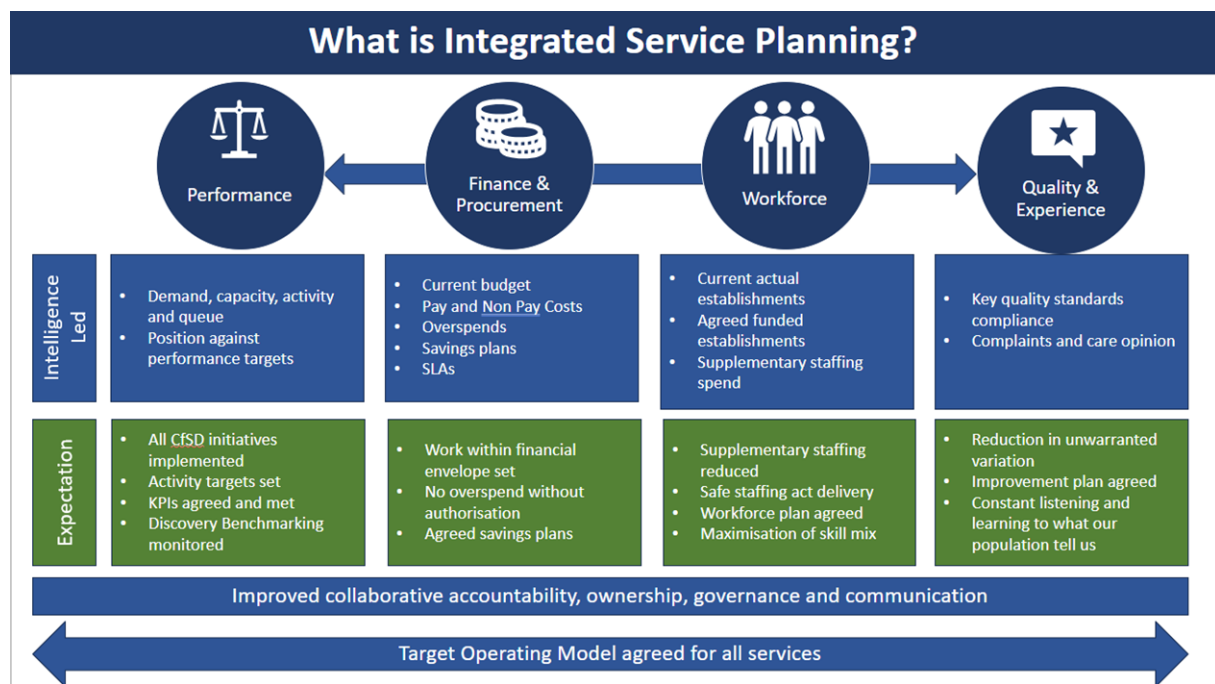 What is Integrated Service Planning?
Performance
Finance &
Procurement
Workforce
Quality &
Experience
Intelligence
Led
• Demand, capacity, activity
and queue
• Position against
performance targets
• Current budget
• Pay and Non Pay Costs
• Overspends
• Savings plans
• SLAs
• Current actual
establishments
• Agreed funded
establishments
• Supplementary staffing
spend
• Key quality standards
compliance
• Complaints and care opinion
Expectation
• All CfSD initiatives
implemented
• Activity targets set
• KPIs agreed and met
• Discovery Benchmarking
monitored
• Work within financial
envelope set
• No overspend without
authorisation
• Agreed savings plans
• Supplementary staffing
reduced
• Safe staffing act delivery
• Workforce plan agreed
• Maximisation of skill mix
• Reduction in unwarranted
variation
• Improvement plan agreed
• Constant listening and
learning to what our
population tell us
Improved collaborative accountability, ownership, governance and communication
Target Operating Model agreed for all services